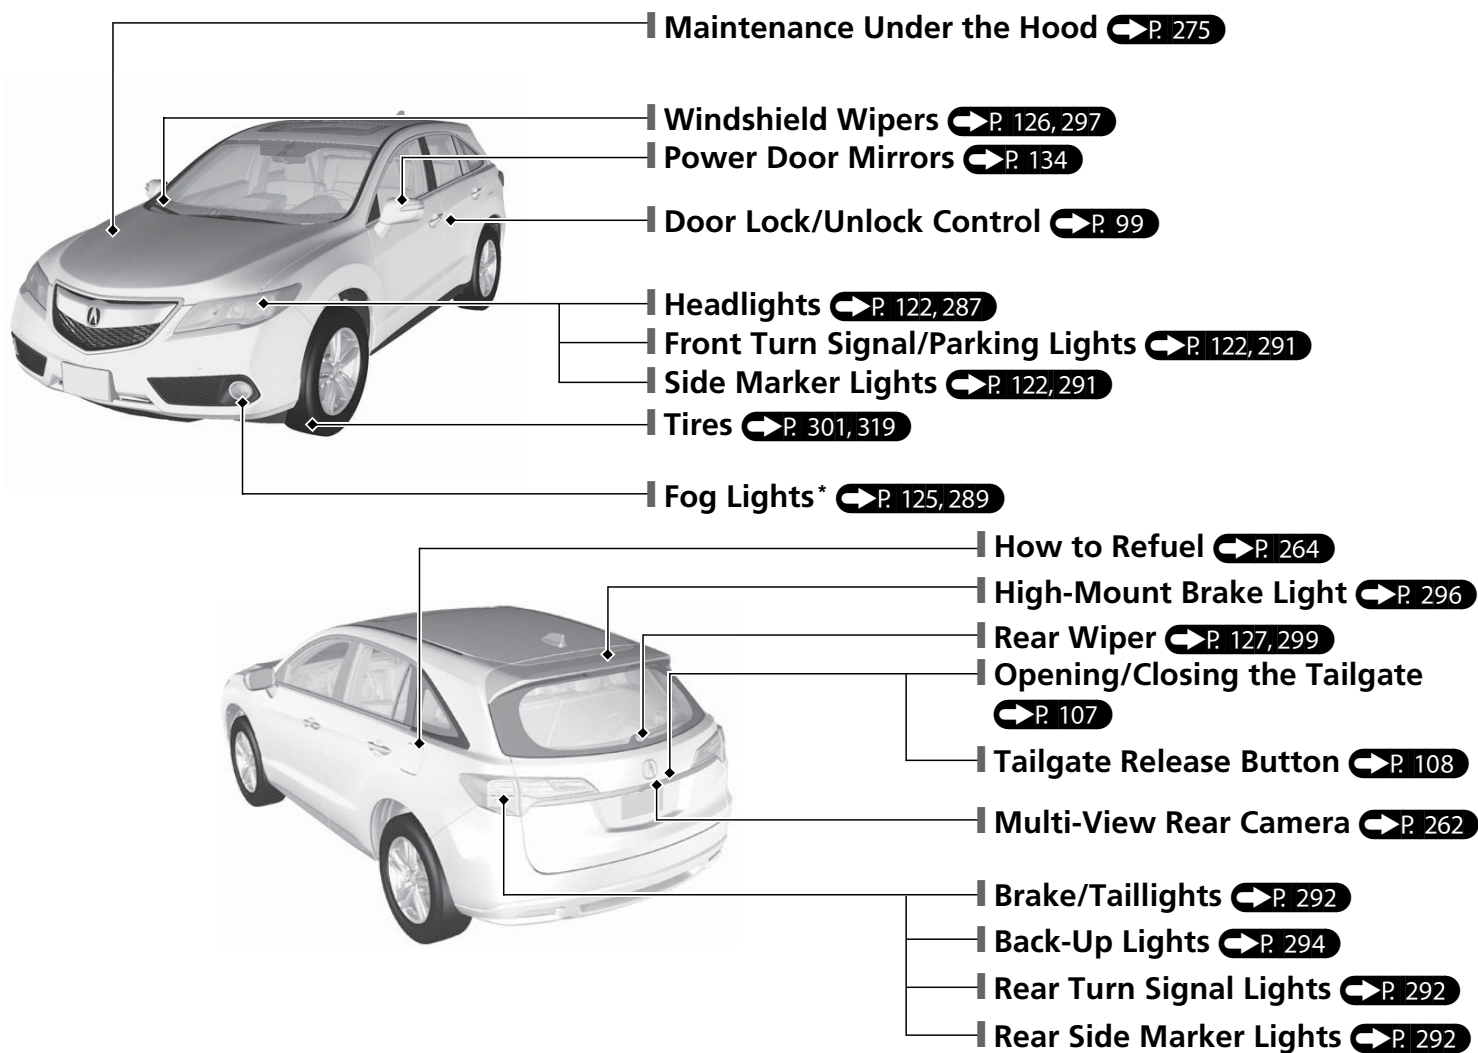 Maintenance Under the Hood P. 275
Windshield Wipers P. 126, 297
Power Door Mirrors P. 134
Door Lock/Unlock Control P. 99
Headlights P. 122, 287
Front Turn Signal/Parking Lights P. 122, 291
Side Marker Lights P. 122, 291
Tires P. 301, 319
Fog Lights* P. 125, 289
How to Refuel P. 264
High-Mount Brake Light P. 296
Rear Wiper P. 127, 299
Opening/Closing the Tailgate
P. 107
Tailgate Release Button P. 108
Multi-View Rear Camera P. 262
Brake/Taillights P. 292
Back-Up Lights P. 294
Rear Turn Signal Lights P. 292
Rear Side Marker Lights P. 292